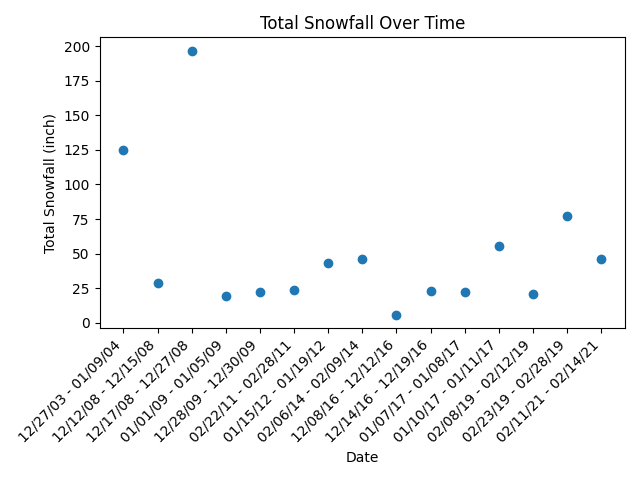 Total Snowfall Over Time
Total Snowfall (inch)
200
175
150
125
100
75
50
25
0
12/27/03 - 01/09/04
12/12/08 - 12/15/08
12/17/08 - 12/27/08
01/01/09 - 01/05/09
12/28/09 - 12/30/09
02/22/11 - 02/28/11
01/15/12 - 01/19/12
02/06/14 - 02/09/14
12/08/16 - 12/12/16
12/14/16 - 12/19/16
01/07/17 - 01/08/17
01/10/17 - 01/11/17
02/08/19 - 02/12/19
02/23/19 - 02/28/19
02/11/21 - 02/14/21
Date